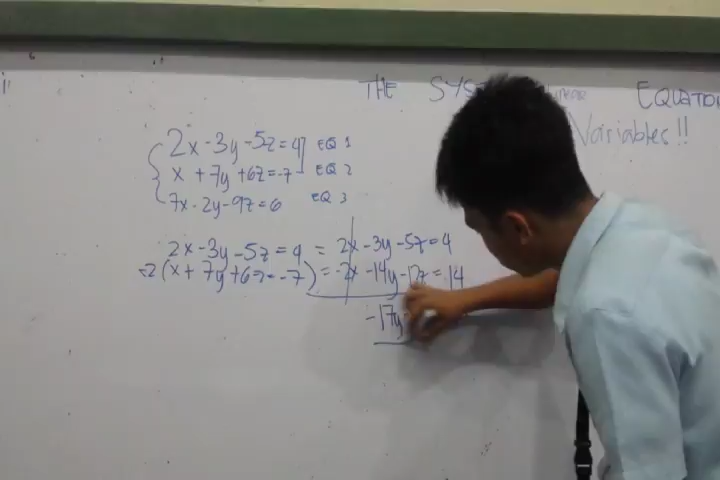 THE SYS EQUATION
Variables!!
2x - 3y - 5z = 4 EQ 1
x + 7y + 6z = -7 EQ 2
7x - 2y - 9z = 6 EQ 3
2x - 3y - 5z = 4 = 2x - 3y - 5z = 4
-2 (x + 7y + 6z = -7) = -2x - 14y - 12z = 14
-17y